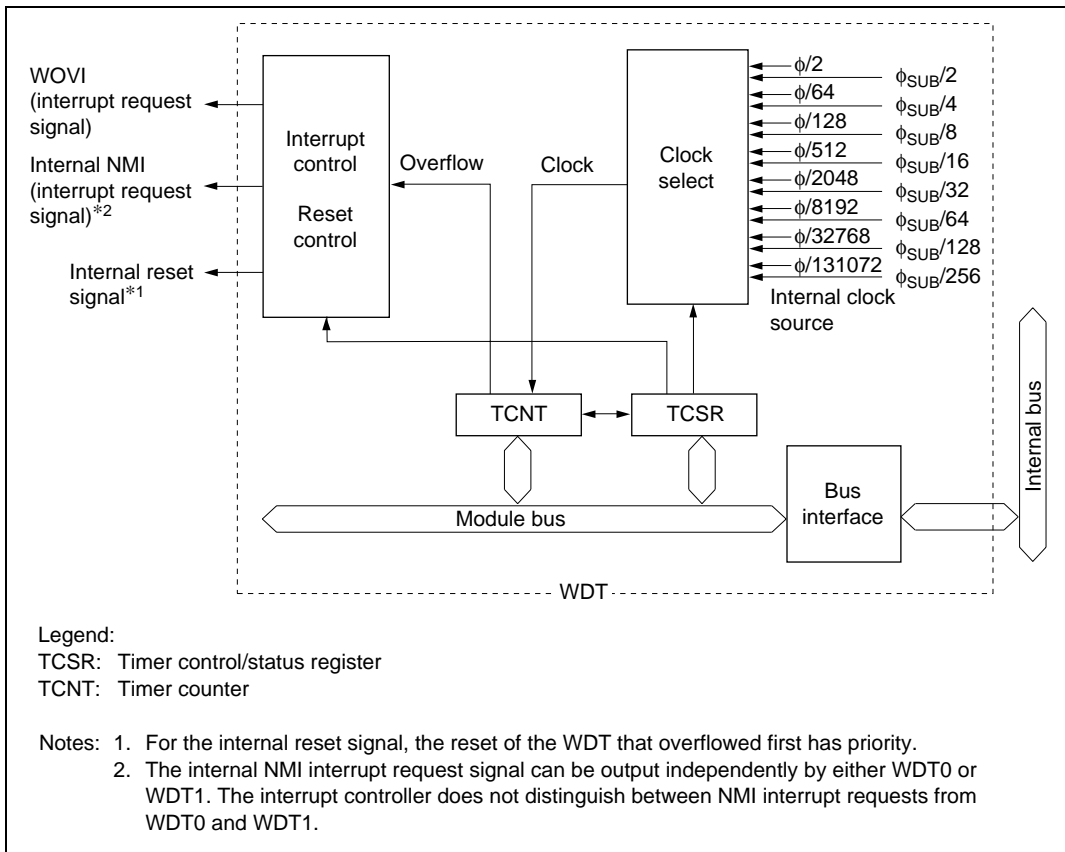 WOVI
(interrupt request
signal)
Internal NMI
(interrupt request
signal)*2
Internal reset
signal*1
Interrupt
control
Reset
control
Overflow
Clock
Clock
select
ϕ/2
ϕSUB/2
ϕ/64
ϕSUB/4
ϕ/128
ϕSUB/8
ϕ/512
ϕSUB/16
ϕ/2048
ϕSUB/32
ϕ/8192
ϕSUB/64
ϕ/32768
ϕSUB/128
ϕ/131072
ϕSUB/256
Internal clock
source
TCNT
TCSR
Module bus
Bus
interface
Internal bus
WDT
Legend:
TCSR: Timer control/status register
TCNT: Timer counter
Notes: 1. For the internal reset signal, the reset of the WDT that overflowed first has priority.
2. The internal NMI interrupt request signal can be output independently by either WDT0 or
WDT1. The interrupt controller does not distinguish between NMI interrupt requests from
WDT0 and WDT1.